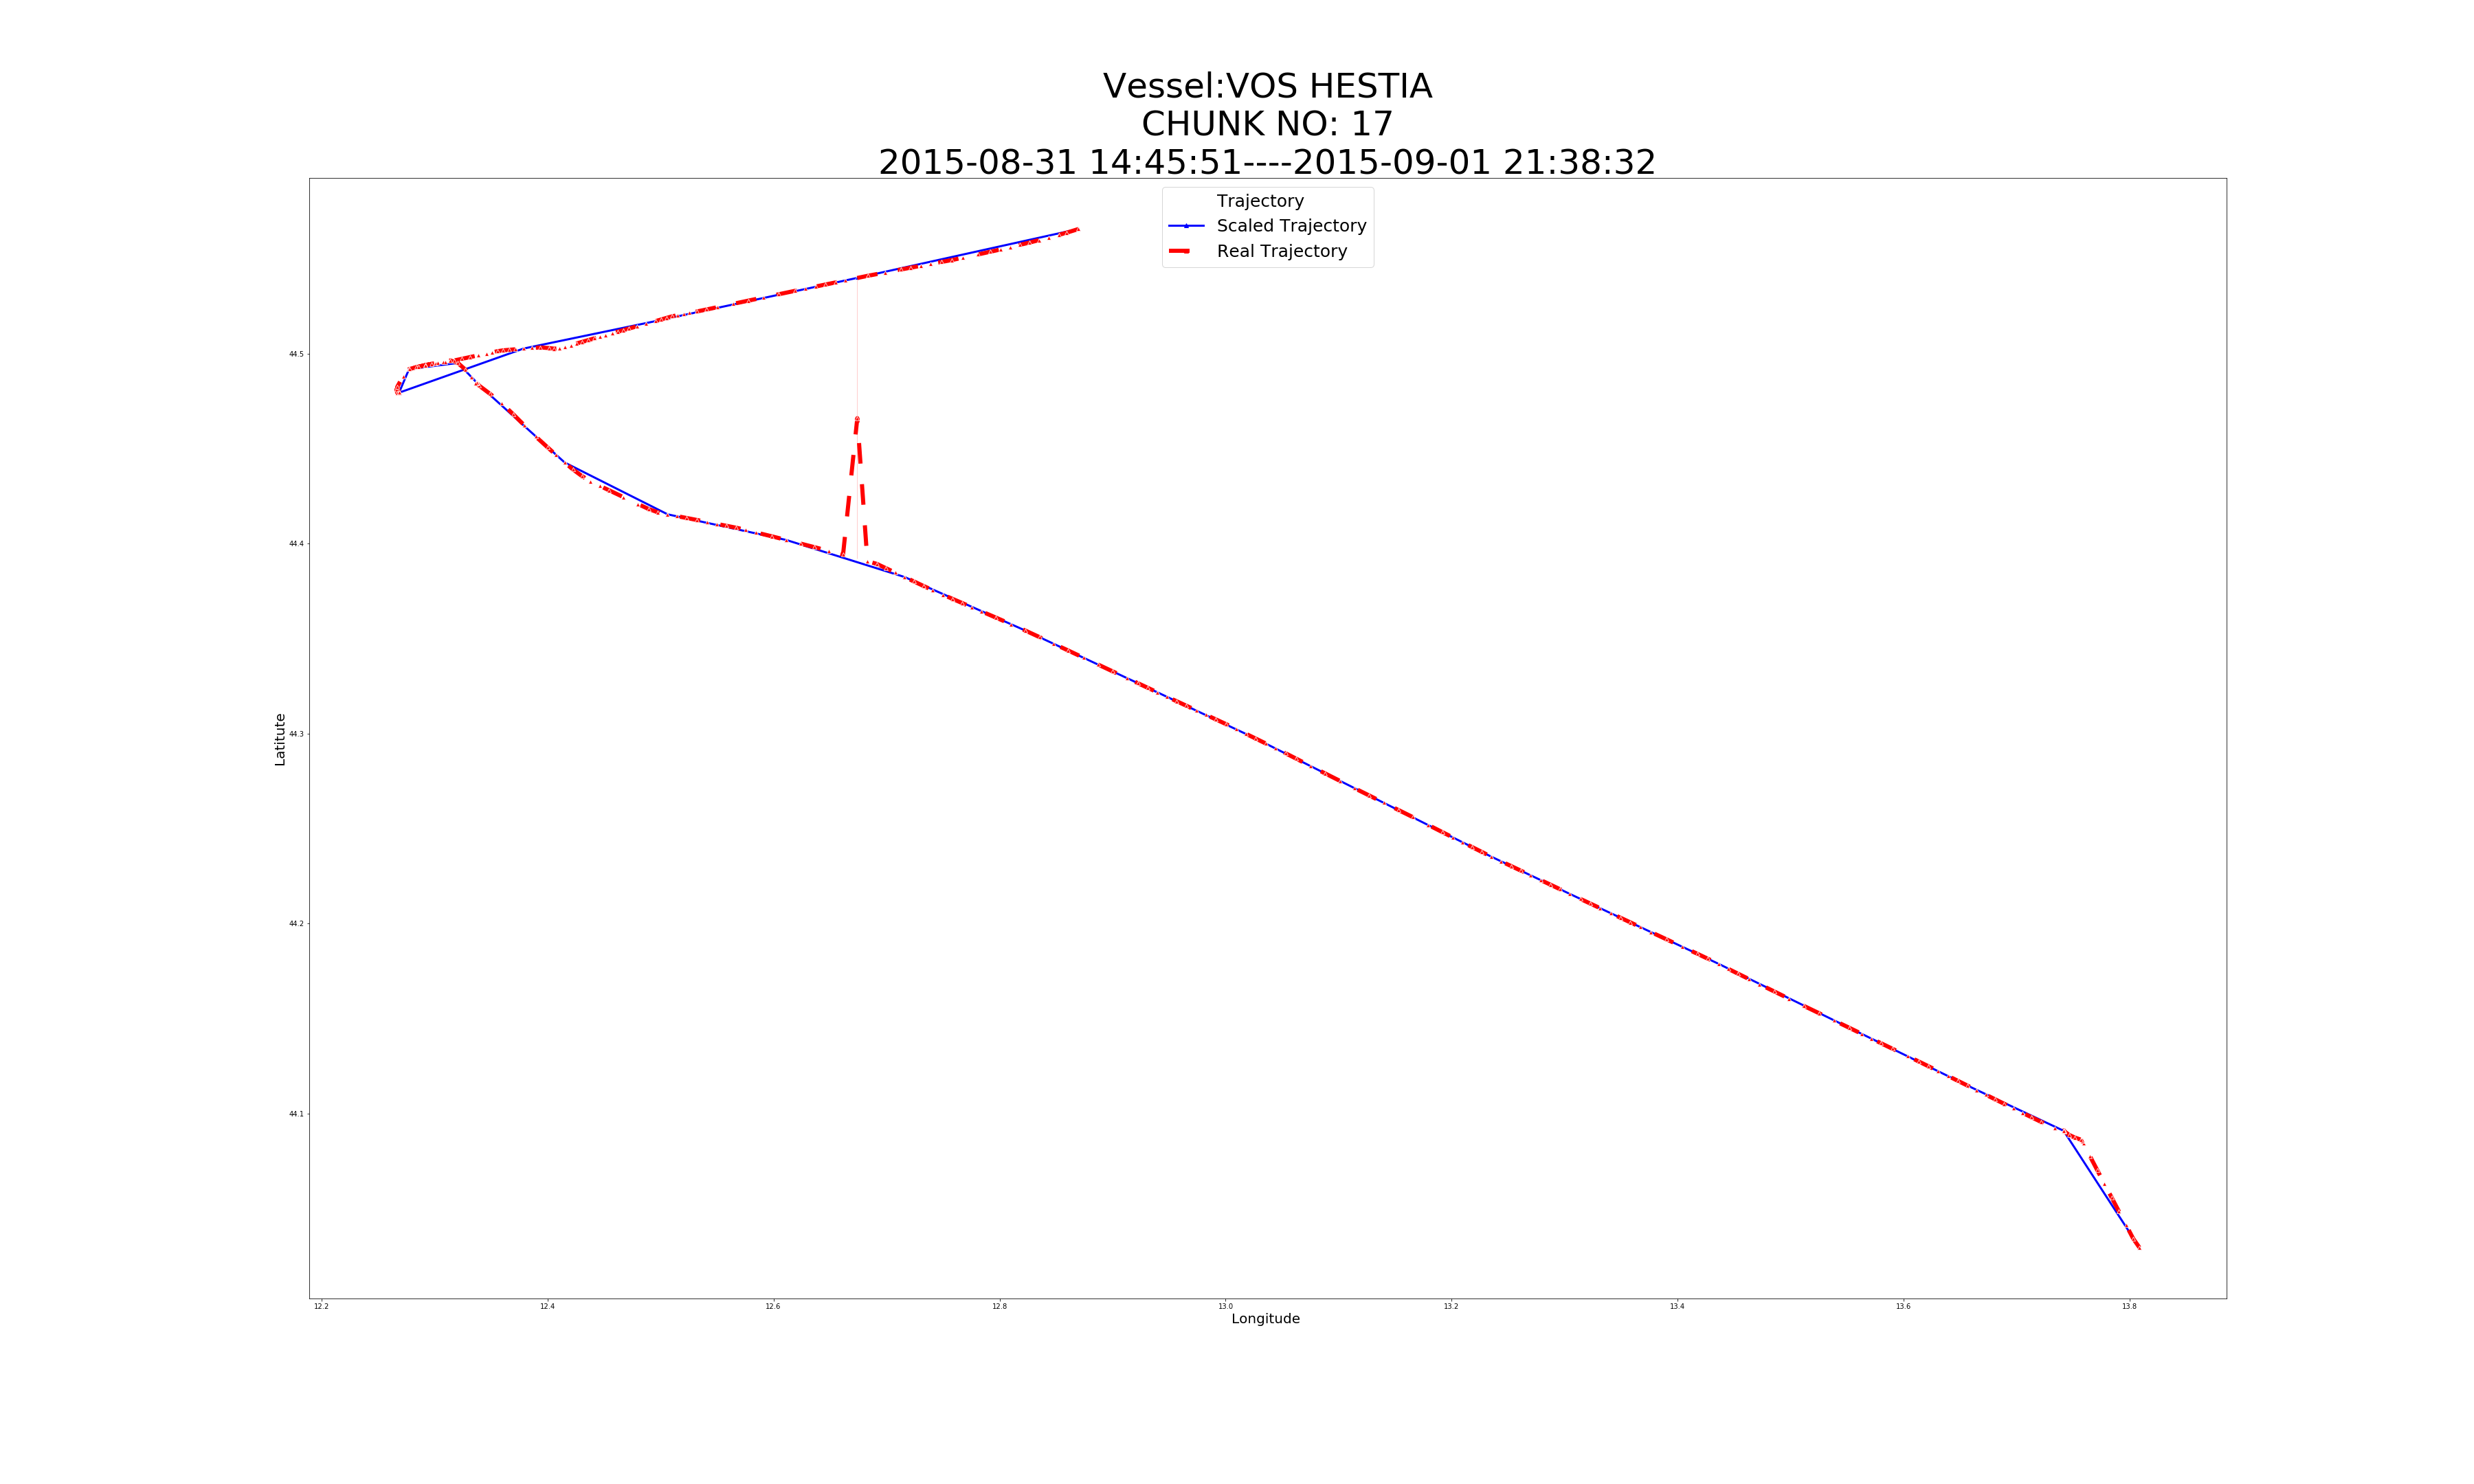 Vessel:VOS HESTIA
CHUNK NO: 17
2015-08-31 14:45:51----2015-09-01 21:38:32
Trajectory
Scaled Trajectory
Real Trajectory
Latitute
44.5
44.4
44.3
44.2
44.1
12.2 12.4 12.6 12.8 13.0 13.2 13.4 13.6 13.8
Longitude